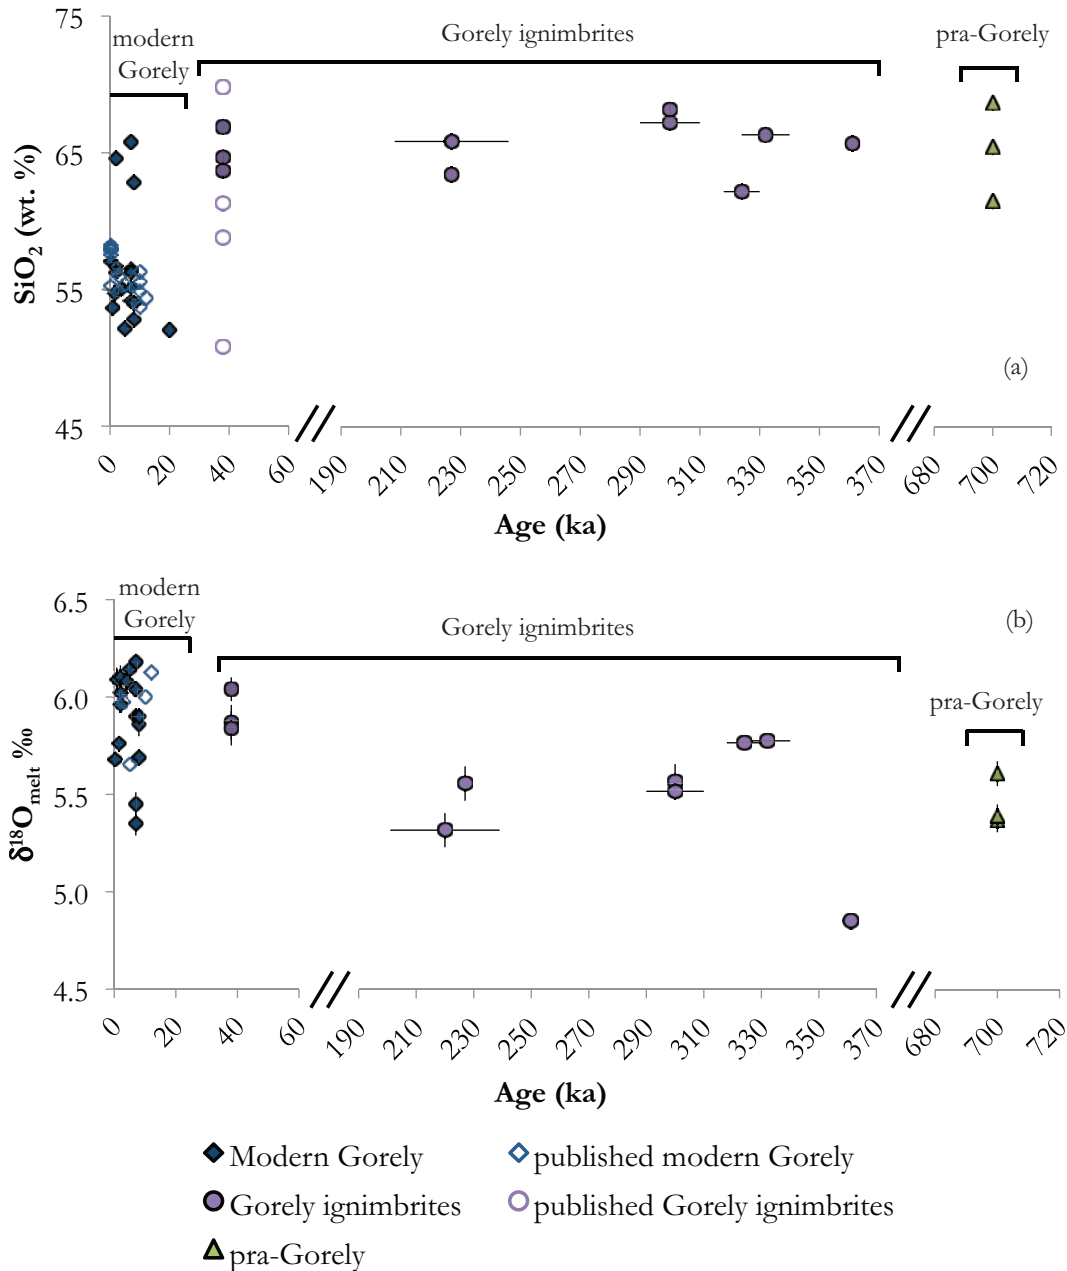 75
65
55
45
SiO₂ (wt. %)
modern
Gorely
Gorely ignimbrites
pra-Gorely
(a)
0 20 40 60 190 210 230 250 270 290 310 330 350 370 680 700 720
Age (ka)
6.5
6.0
5.5
5.0
4.5
δ¹⁸O melt ‰
modern
Gorely
Gorely ignimbrites
(b)
pra-Gorely
0 20 40 60 190 210 230 250 270 290 310 330 350 370 680 700 720
Age (ka)
Modern Gorely published modern Gorely
Gorely ignimbrites published Gorely ignimbrites
pra-Gorely